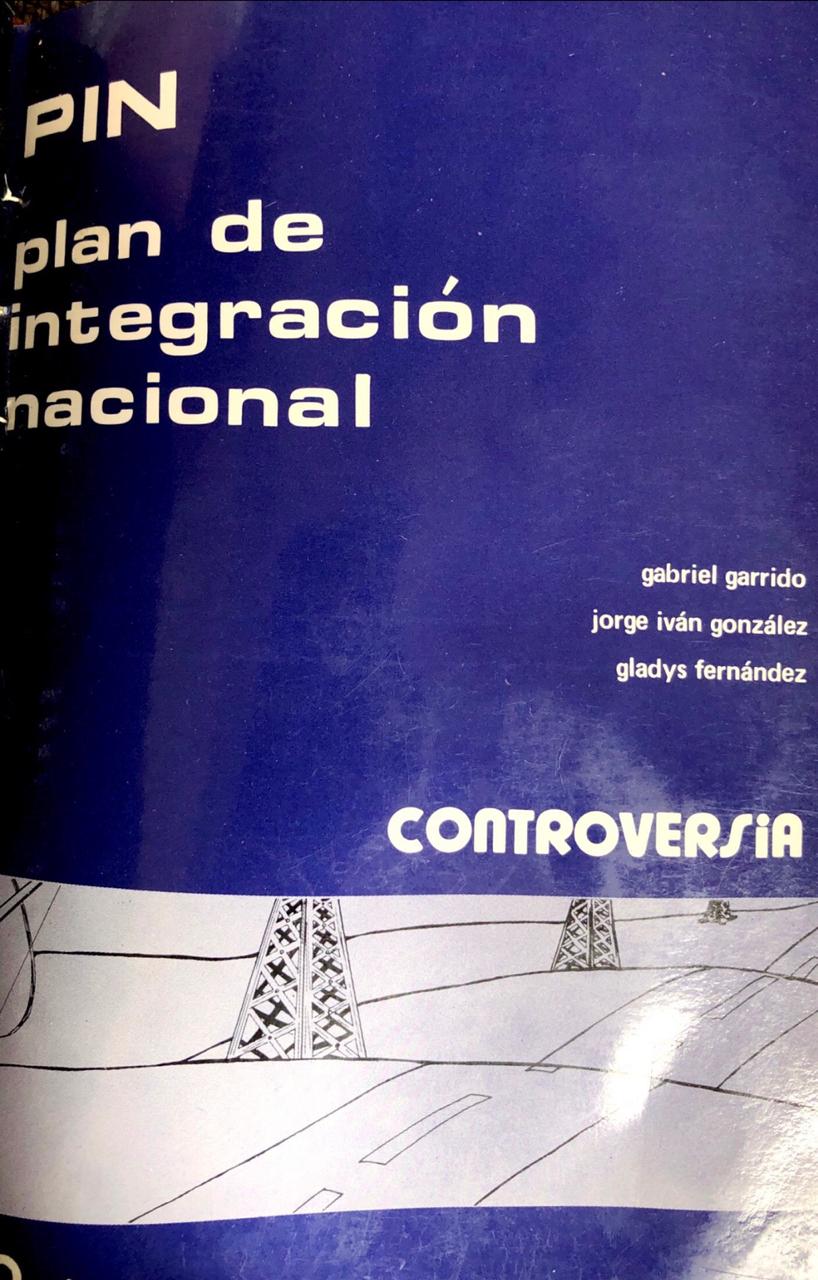 PIN
plan de
integración
nacional
gabriel garrido
jorge iván gonzález
gladys fernández
CONTROVERSiA